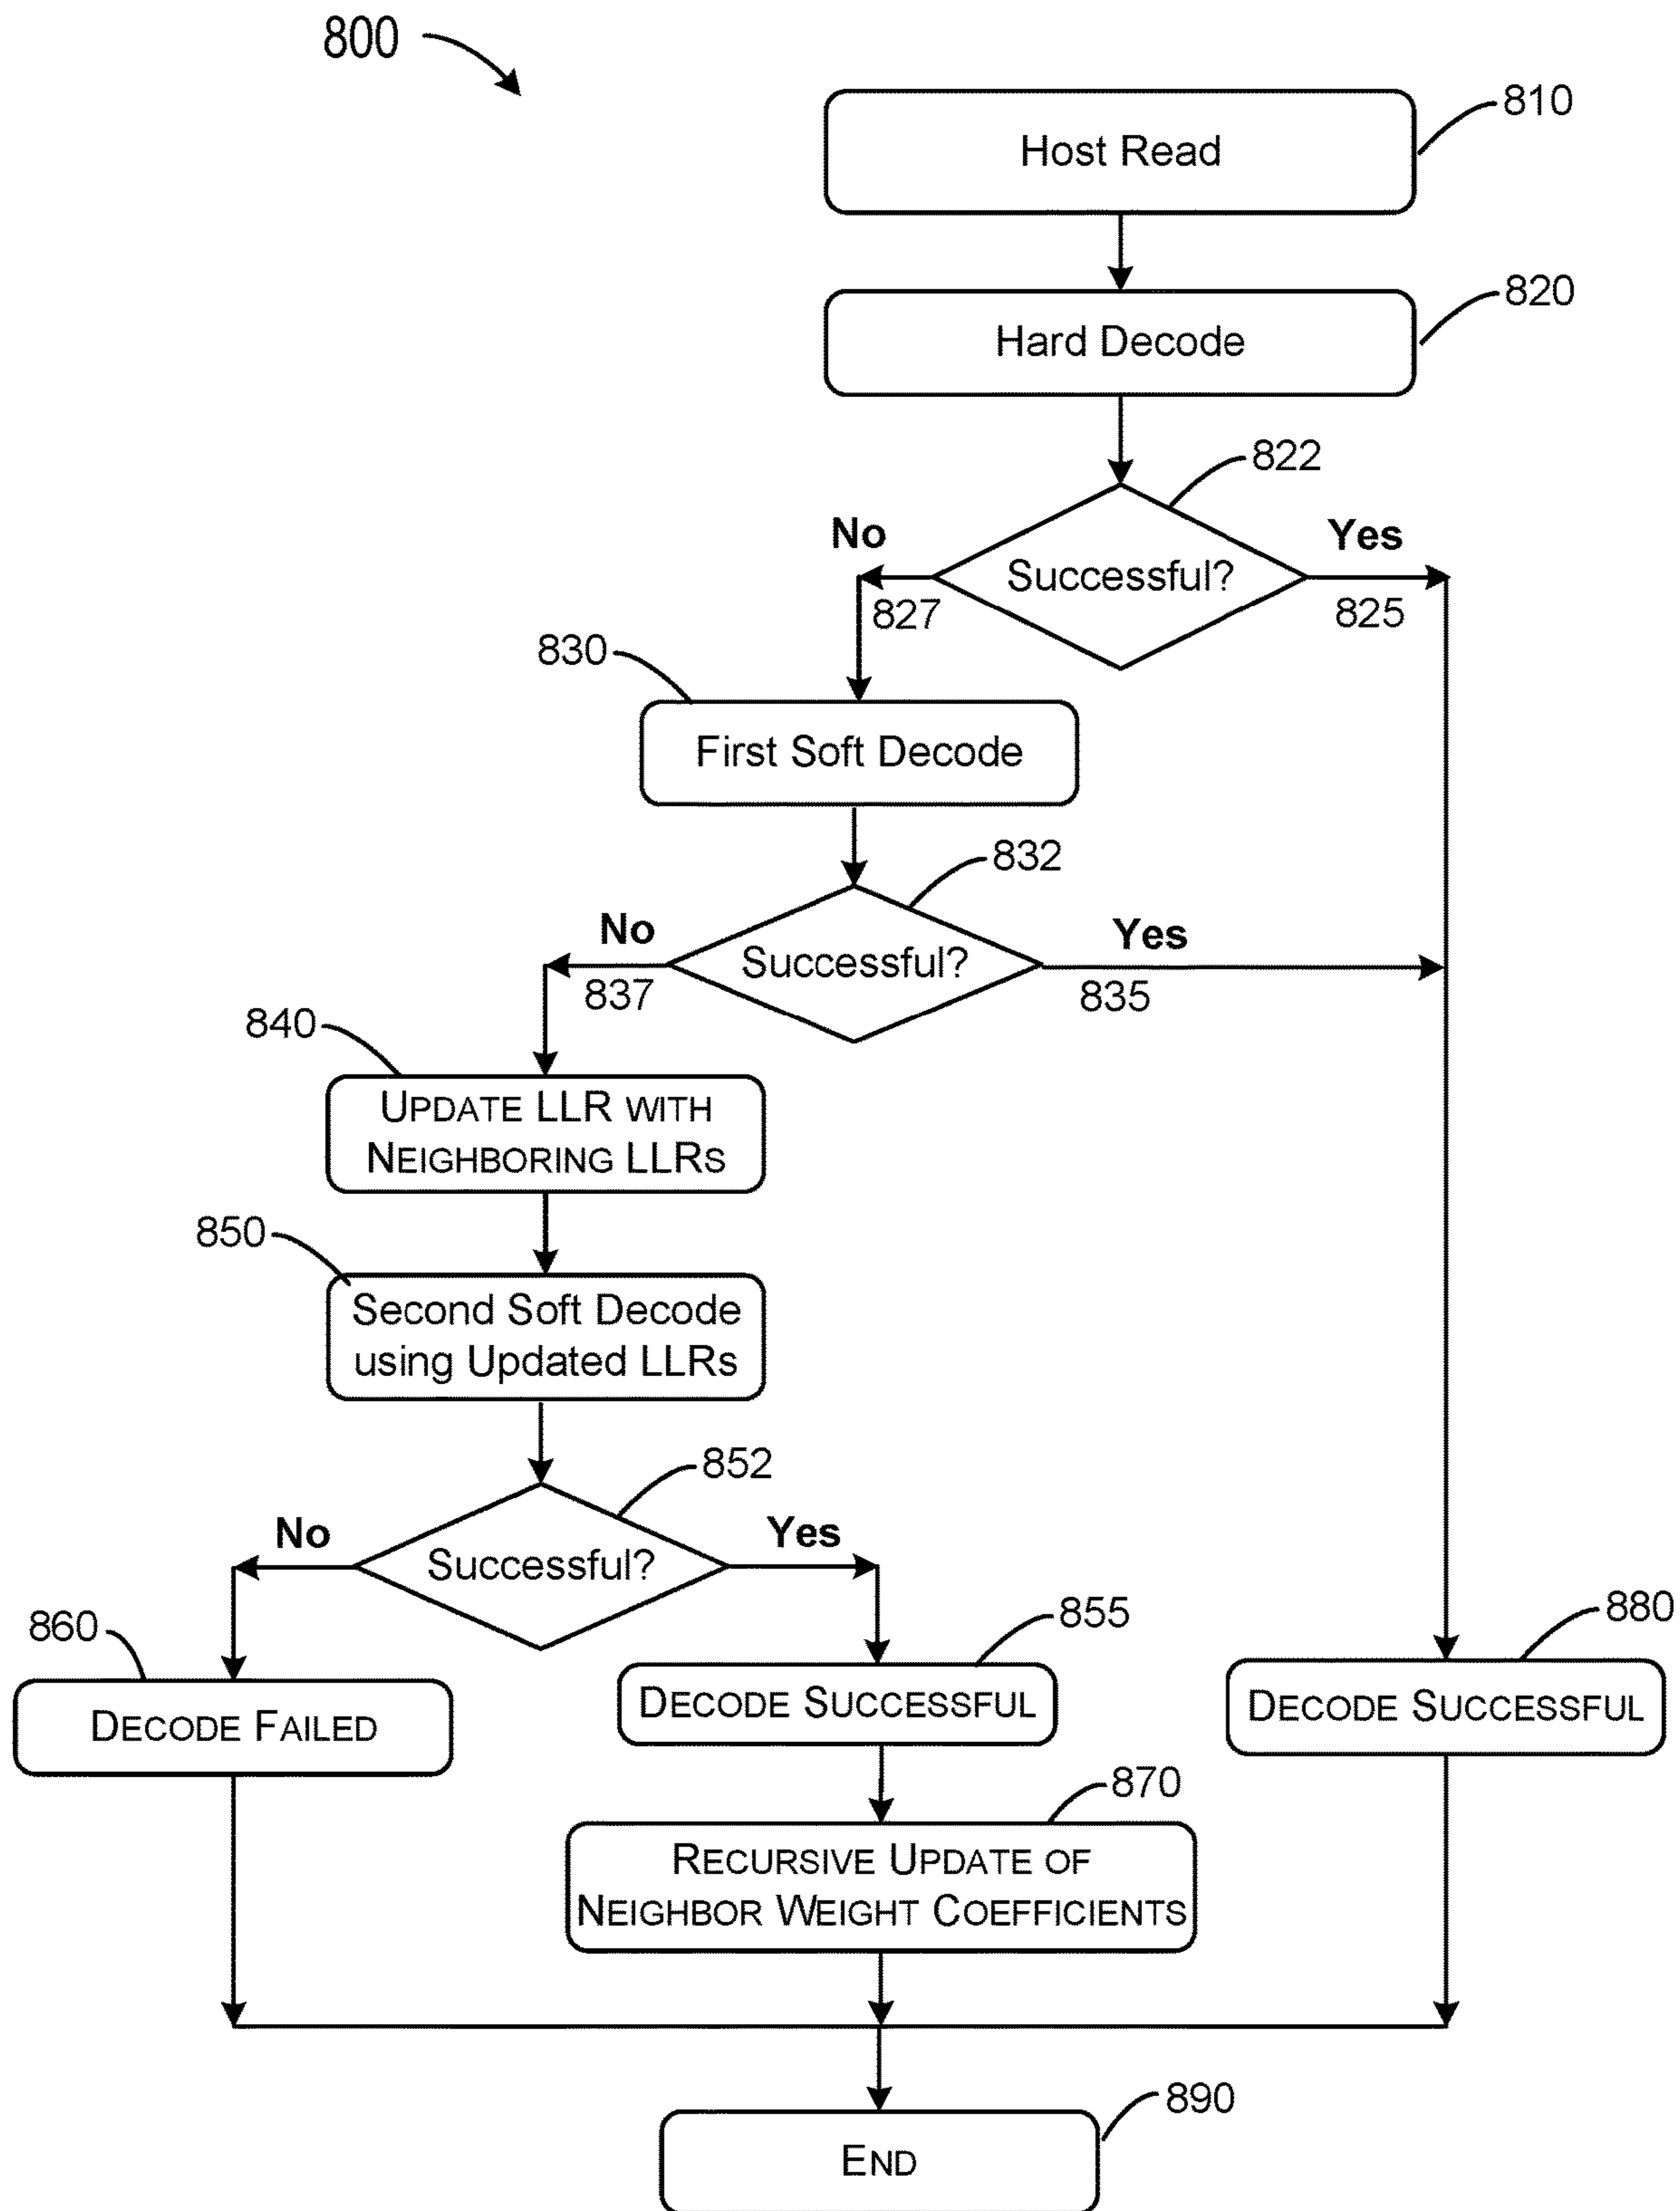 800
810
Host Read
820
Hard Decode
822
No
Yes
Successful?
827
825
830
First Soft Decode
832
No
Yes
Successful?
837
835
840
UPDATE LLR WITH
NEIGHBORING LLRS
850
Second Soft Decode
using Updated LLRs
852
No
Yes
Successful?
860
855
880
DECODE FAILED
DECODE SUCCESSFUL
DECODE SUCCESSFUL
870
RECURSIVE UPDATE OF
NEIGHBOR WEIGHT COEFFICIENTS
890
END